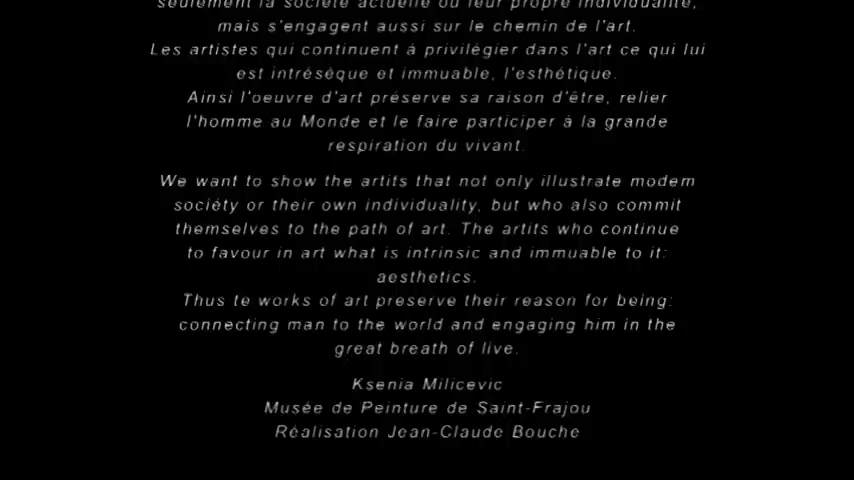 seulement la société actuelle ou leur propre individualité,
mais s'engagent aussi sur le chemin de l'art.
Les artistes qui continuent à privilégier dans l'art ce qui lui
est intrésèque et immuable, l'esthétique.
Ainsi l'oeuvre d'art préserve sa raison d'être, relier
l'homme au Monde et le faire participer à la grande
respiration du vivant.
We want to show the artits that not only illustrate modern
society or their own individuality, but who also commit
themselves to the path of art. The artits who continue
to favour in art what is intrinsic and immuable to it:
aesthetics.
Thus te works of art preserve their reason for being:
connecting man to the world and engaging him in the
great breath of live.
Ksenia Milicevic
Musée de Peinture de Saint-Frajou
Réalisation Jean-Claude Bouche